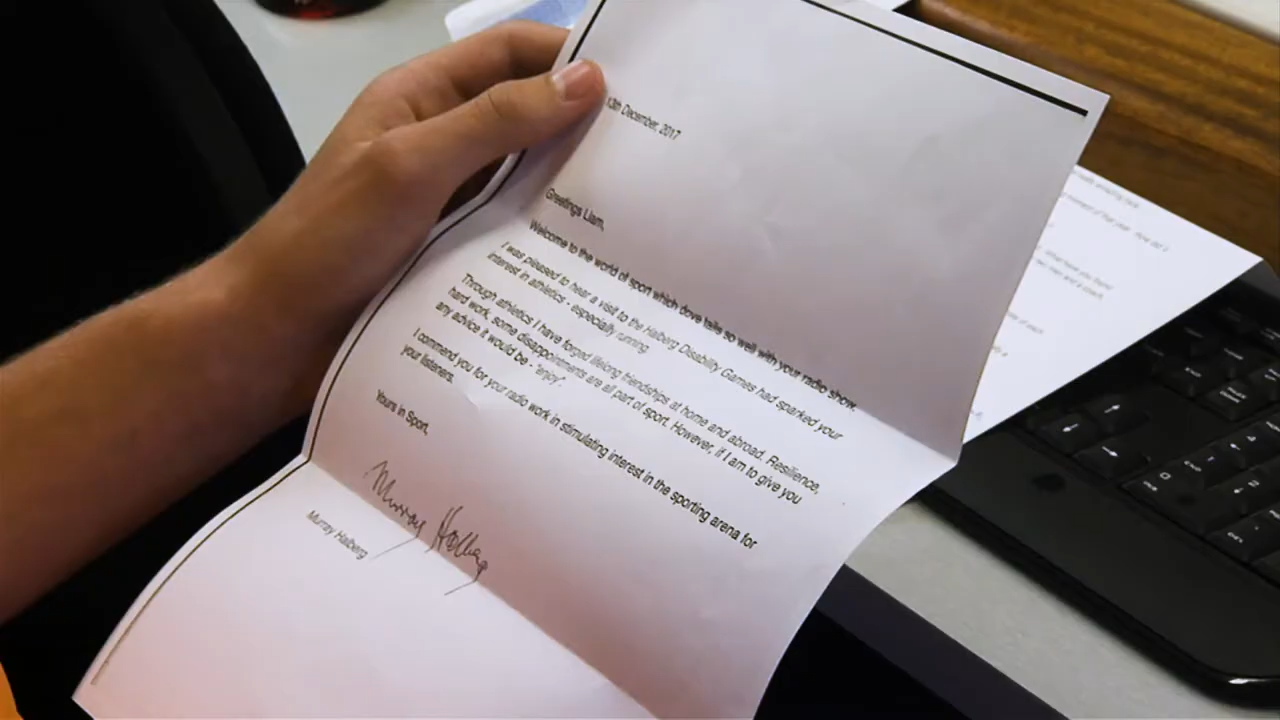 13th December, 2017
Greetings Liam,
Welcome to the world of sport which dove tails so well with your radio show.
I was pleased to hear a visit to the Halberg Disability Games had sparked your
interest in athletics - especially running.
Through athletics I have forged lifelong friendships at home and abroad. Resilience,
hard work, some disappointments are all part of sport. However, if I am to give you
any advice it would be - "enjoy".
I commend you for your radio work in stimulating interest in the sporting arena for
your listeners.
Yours in Sport,
Murray Halberg
Murray Halberg